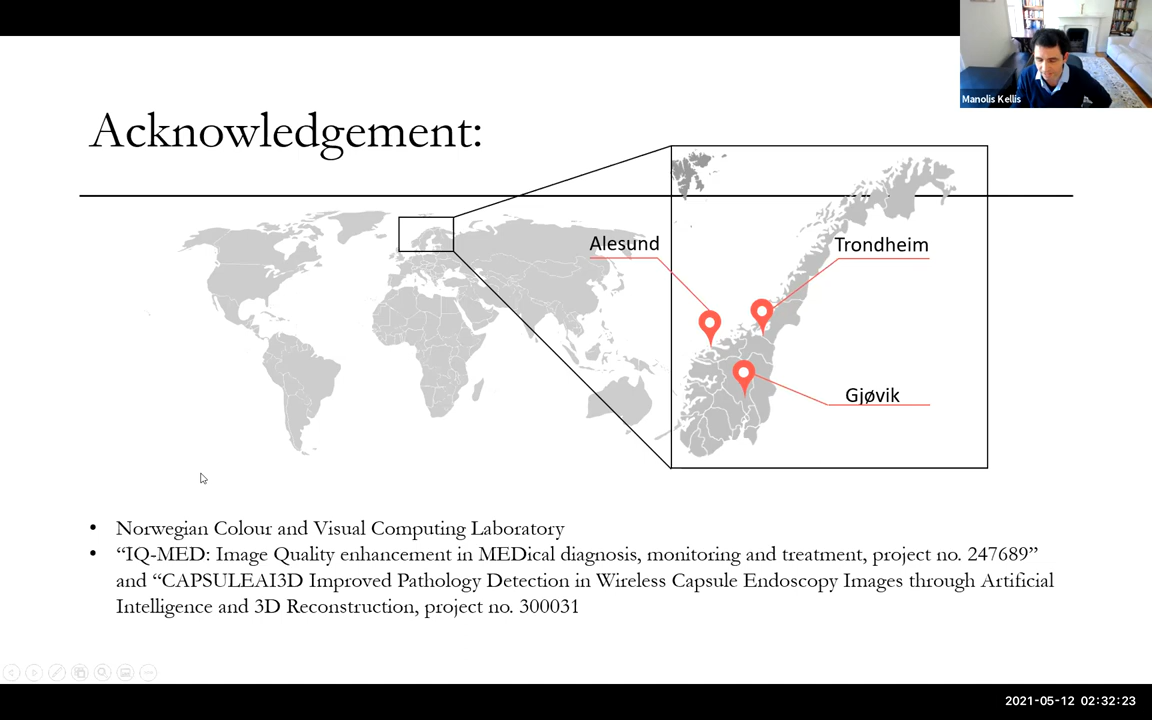 Manolis Kellis
Acknowledgement:
Alesund
Trondheim
Gjøvik
• Norwegian Colour and Visual Computing Laboratory
• “IQ-MED: Image Quality enhancement in MEDical diagnosis, monitoring and treatment, project no. 247689”
and “CAPSULEAI3D Improved Pathology Detection in Wireless Capsule Endoscopy Images through Artificial
Intelligence and 3D Reconstruction, project no. 300031
2021-05-12 02:32:23